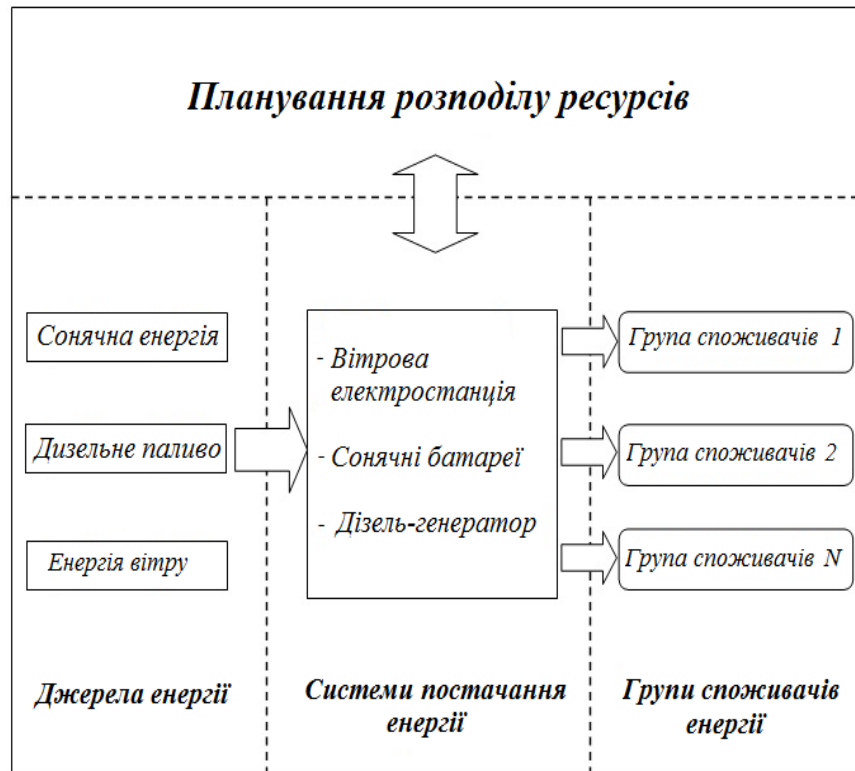 Планування розподілу ресурсів
Сонячна енергія
Дизельне паливо
Енергія вітру
Джерела енергії
- Вітрова
електростанція
- Сонячні батареї
- Дізель-генератор
Системи постачання
енергії
Група споживачів 1
Група споживачів 2
Група споживачів N
Групи споживачів
енергії